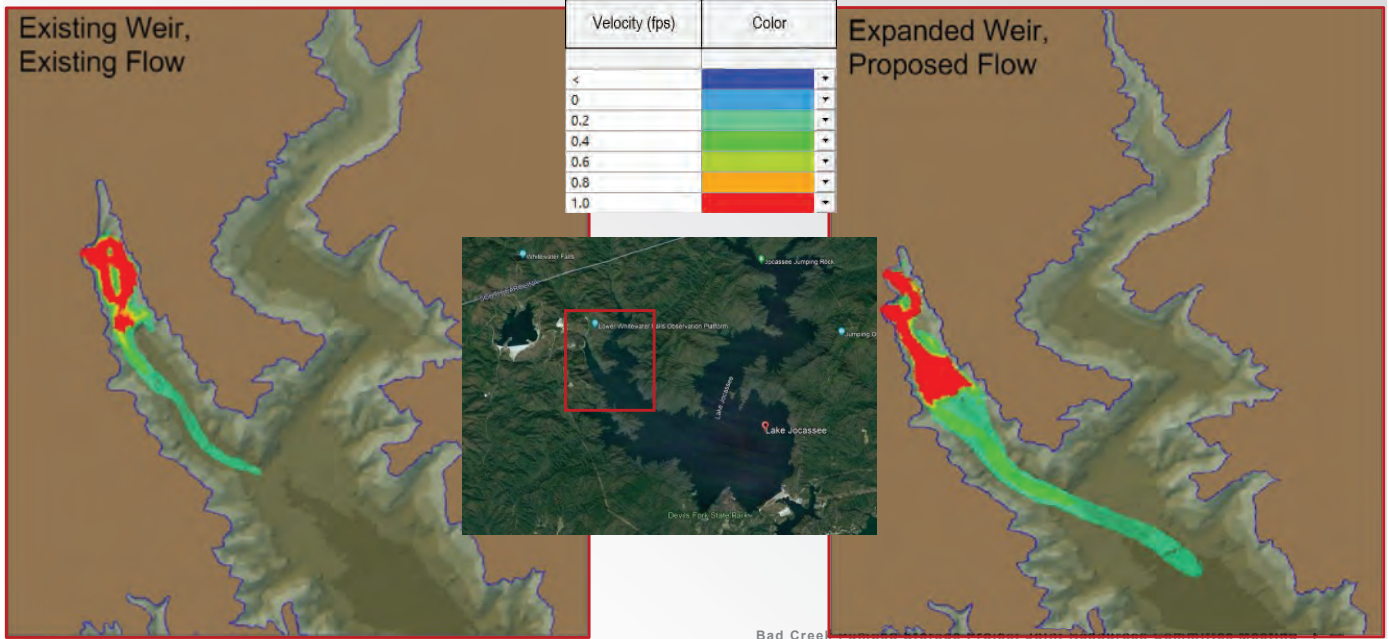 Existing Weir,
Existing Flow
Velocity (fps) Color
<
0
0.2
0.4
0.6
0.8
1.0
Expanded Weir,
Proposed Flow
Whitewater Falls
Jocassee Jumping Rock
Lower Whitewater Falls Observation Platform
Jumping O
Lake Jocassee
Lake Jocassee
Devils Fork State Park
Bad Creek